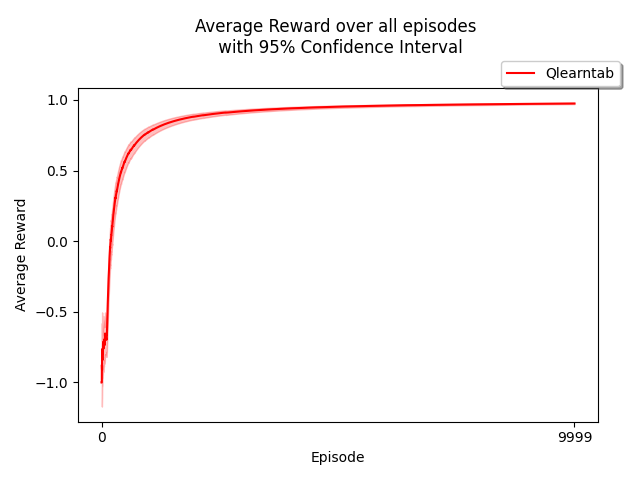 Average Reward over all episodes
with 95% Confidence Interval
Qlearntab
1.0
0.5
0.0
−0.5
−1.0
Average Reward
0
9999
Episode